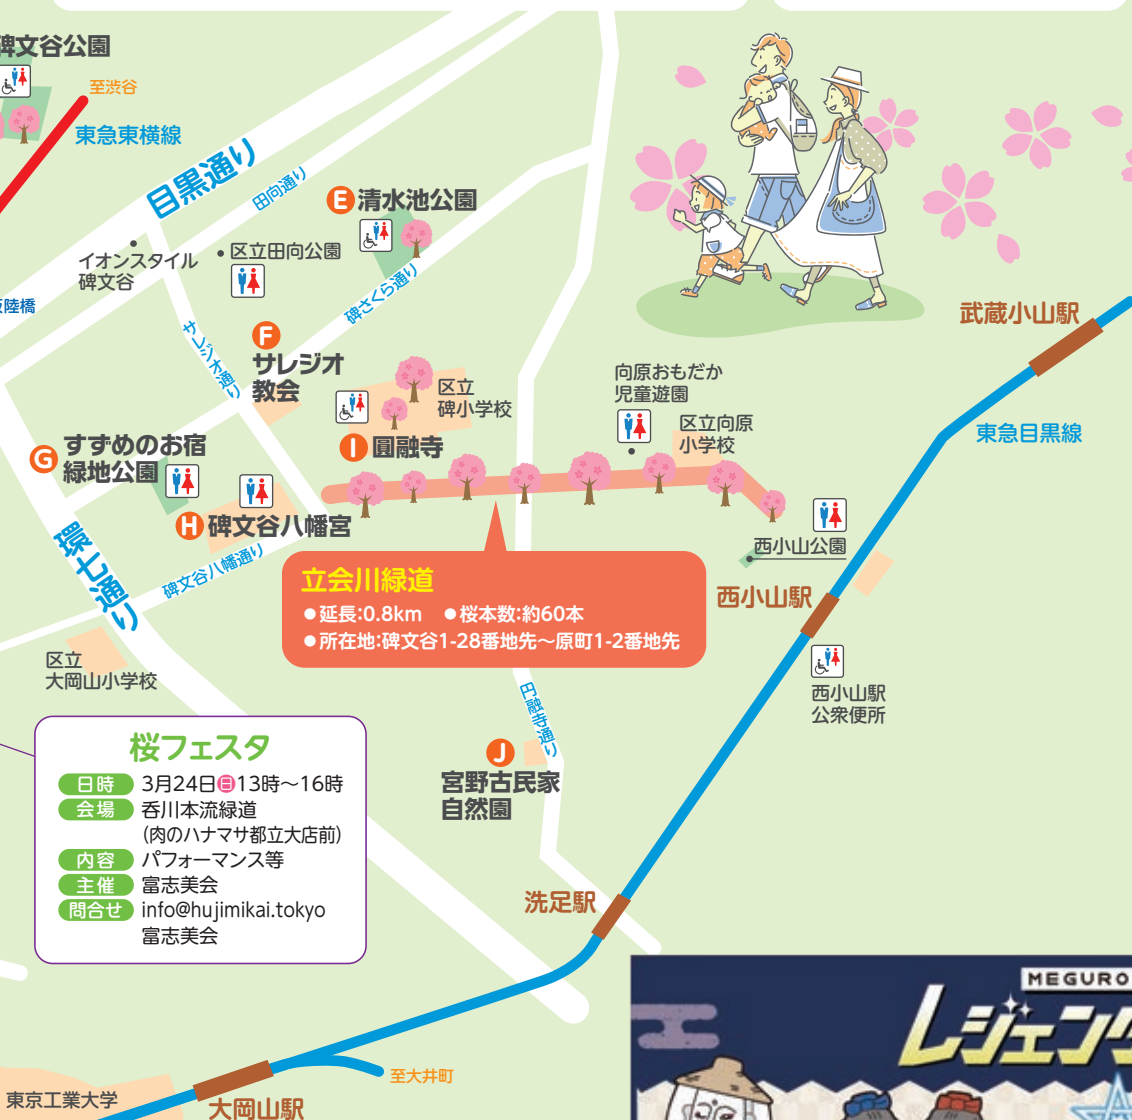 碑文谷公園
至渋谷
東急東横線
目黒通り
田向通り
E 清水池公園
イオンスタイル
碑文谷
区立田向公園
碑さくら通り
陸橋
サレジオ通り
F
サレジオ
教会
区立
碑小学校
I 圓融寺
向原おもだか
児童遊園
区立向原
小学校
武蔵小山駅
東急目黒線
G すずめのお宿
緑地公園
H 碑文谷八幡宮
環七通り
碑文谷八幡通り
西小山公園
西小山駅
西小山駅
公衆便所
立会川緑道
●延長:0.8km ●桜本数:約60本
●所在地:碑文谷1-28番地先～原町1-2番地先
区立
大岡山小学校
円融寺通り
J
宮野古民家
自然園
桜フェスタ
日時 3月24日日13時～16時
会場 呑川本流緑道
(肉のハナマサ都立大店前)
内容 パフォーマンス等
主催 富志美会
問合せ info@hujimikai.tokyo
富志美会
洗足駅
至大井町
東京工業大学
大岡山駅
MEGURO
レジェン